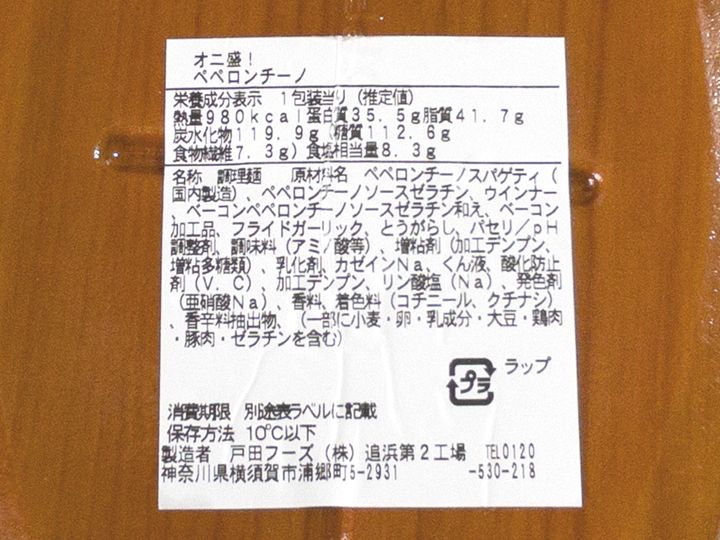 オニ盛！
ペペロンチーノ
栄養成分表示　１包装当り（推定値）
熱量９８０ｋｃａｌ蛋白質３５．５ｇ脂質４１．７ｇ
炭水化物１１９．９ｇ（糖質１１２．６ｇ
食物繊維７．３ｇ）食塩相当量８．３ｇ
名称　調理麺　　原材料名　ペペロンチーノスパゲティ（
国内製造）、ペペロンチーノソースゼラチン、ウインナー
、ベーコンペペロンチーノソースゼラチン和え、ベーコン
加工品、フライドガーリック、とうがらし、パセリ／ｐＨ
調整剤、調味料（アミノ酸等）、増粘剤（加工デンプン、
増粘多糖類）、乳化剤、カゼインＮａ、くん液、酸化防止
剤（Ｖ．Ｃ）、加工デンプン、リン酸塩（Ｎａ）、発色剤
（亜硝酸Ｎａ）、香料、着色料（コチニール、クチナシ）
、香辛料抽出物、（一部に小麦・卵・乳成分・大豆・鶏肉
・豚肉・ゼラチンを含む）
プラ ラップ
消費期限　別途表ラベルに記載
保存方法　10℃以下
製造者　戸田フーズ（株）追浜第２工場　TEL0120
神奈川県横須賀市浦郷町5-2931　-530-218